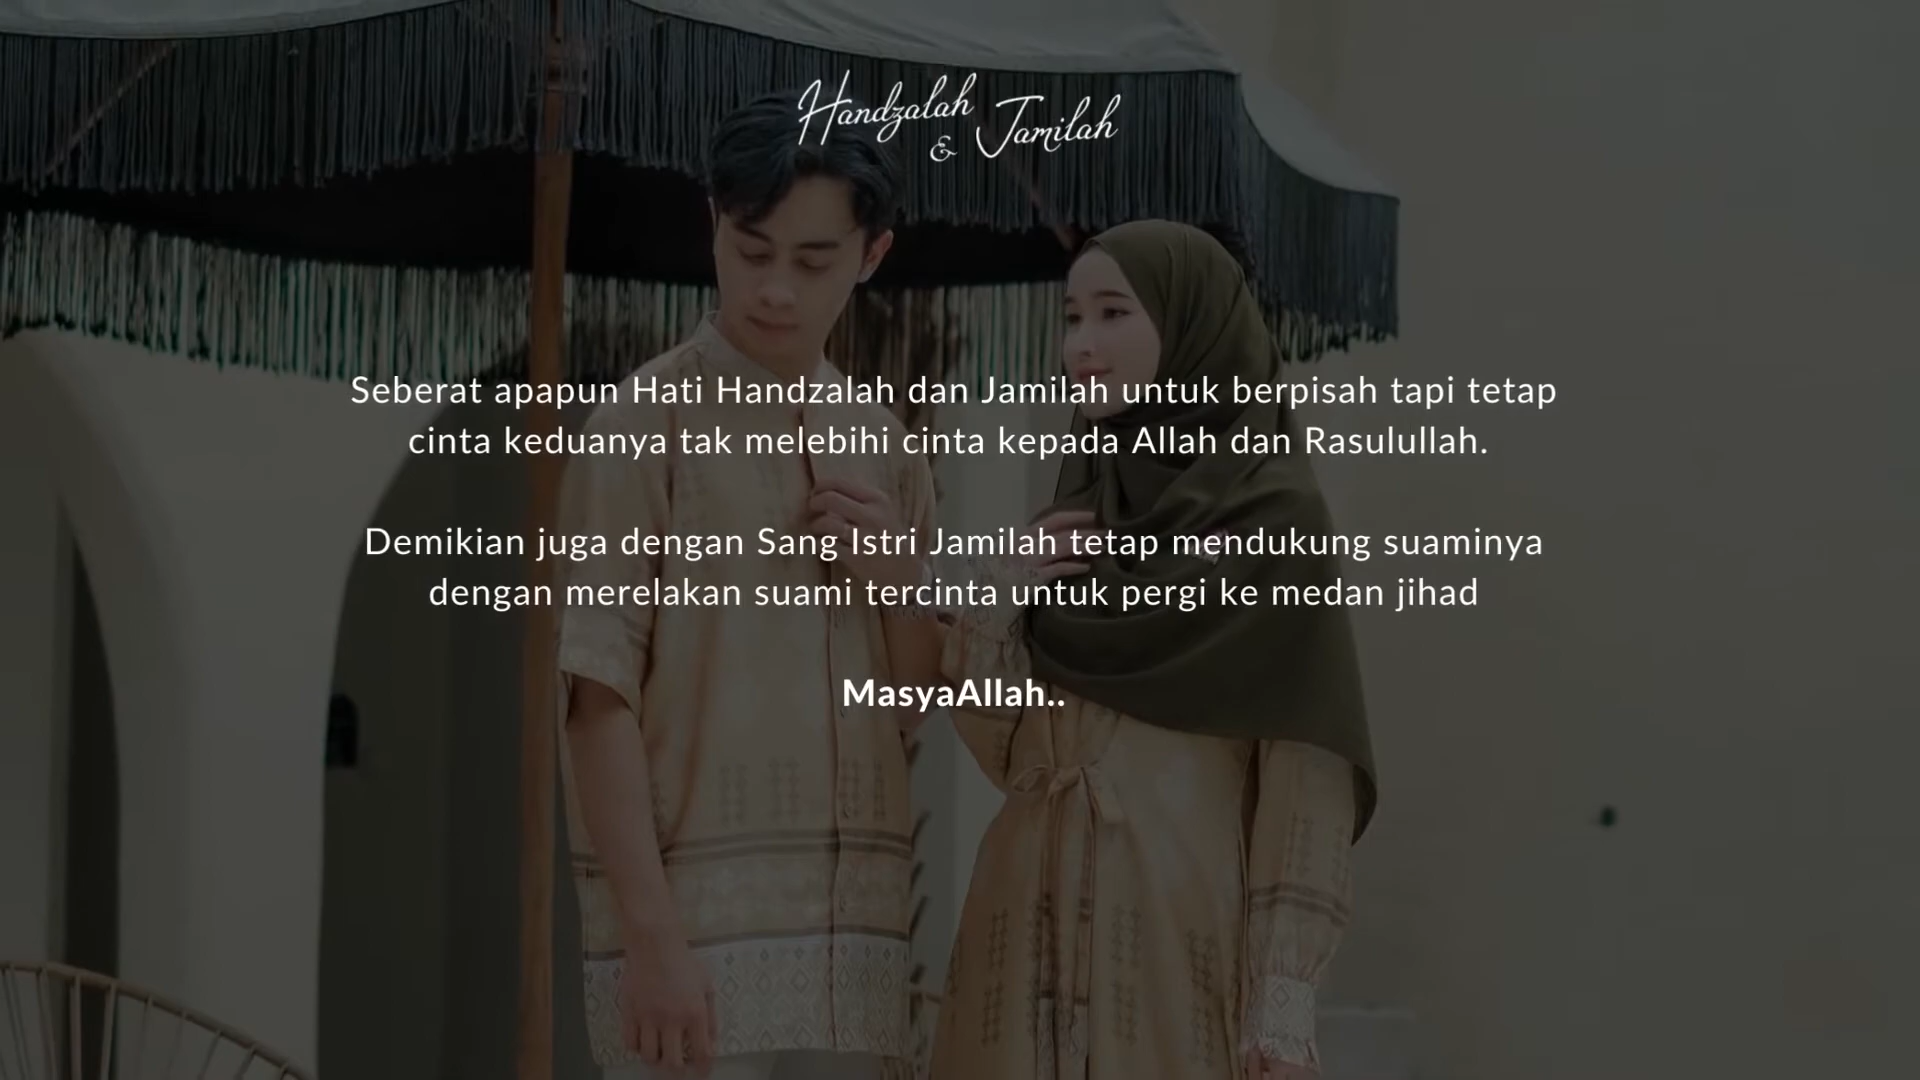 Handzalah
& Jamilah
Seberat apapun Hati Handzalah dan Jamilah untuk berpisah tapi tetap
cinta keduanya tak melebihi cinta kepada Allah dan Rasulullah.
Demikian juga dengan Sang Istri Jamilah tetap mendukung suaminya
dengan merelakan suami tercinta untuk pergi ke medan jihad
MasyaAllah..